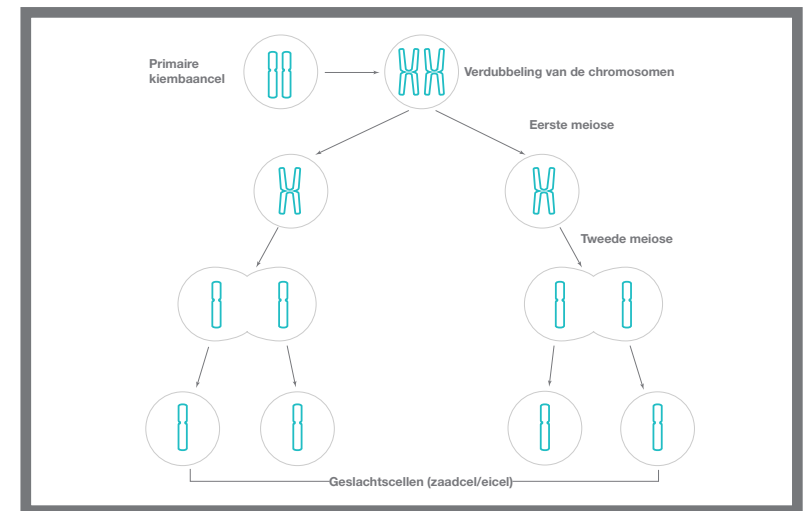 Primaire
kiembaancel
Verdubbeling van de chromosomen
Eerste meiose
Tweede meiose
Geslachtscellen (zaadcel/eicel)